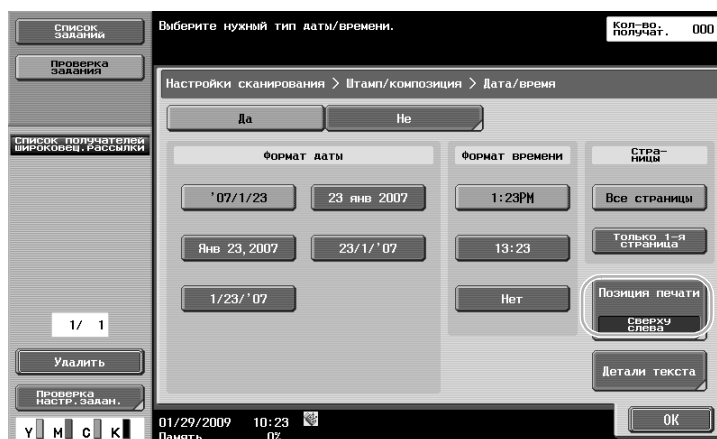 Список
заданий
Выберите нужный тип даты/времени.
Кол-во.
получат.
000
Проверка
задания
Настройки сканирования > Штамп/композиция > Дата/время
Да
Не
Список получателей
широковещ.рассылки
Формат даты
Формат времени
Стра-
ницы
'07/1/23
23 янв 2007
1:23PM
Все страницы
Янв 23,2007
23/1/'07
13:23
Только 1-я
страница
1/23/'07
Нет
Позиция печати
Сверху
слева
1/ 1
Удалить
Детали текста
Проверка
настр.задан.
01/29/2009 10:23
Память 0%
OK
Y M C K